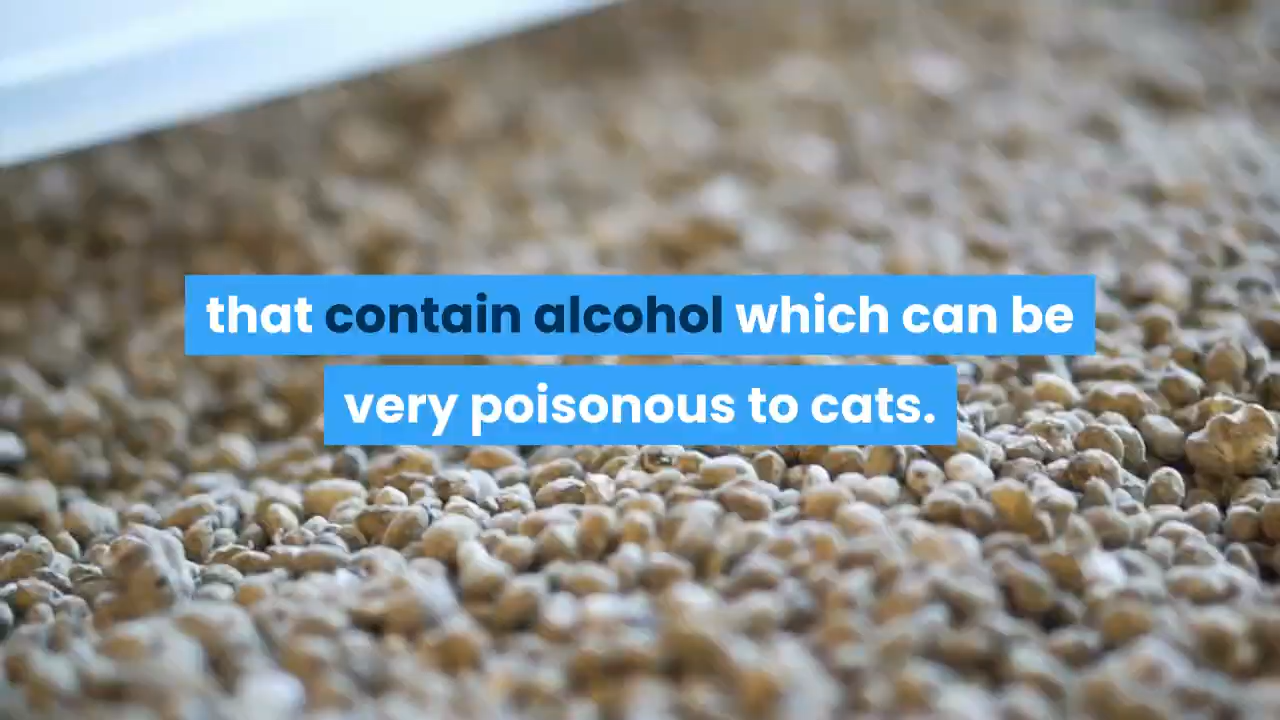 that contain alcohol which can be
very poisonous to cats.